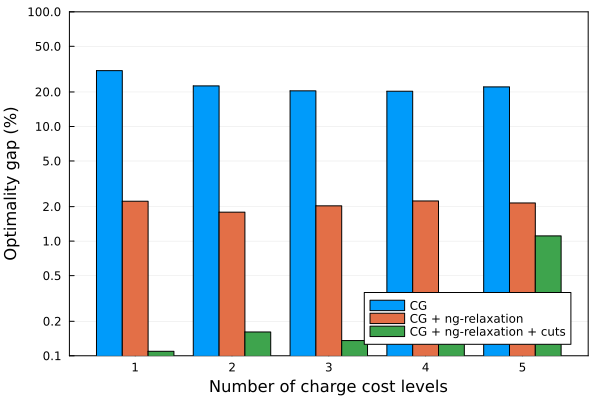 100.0
50.0
20.0
10.0
5.0
2.0
1.0
0.5
0.2
0.1
Optimality gap (%)
1 2 3 4 5
Number of charge cost levels
CG
CG + ng-relaxation
CG + ng-relaxation + cuts